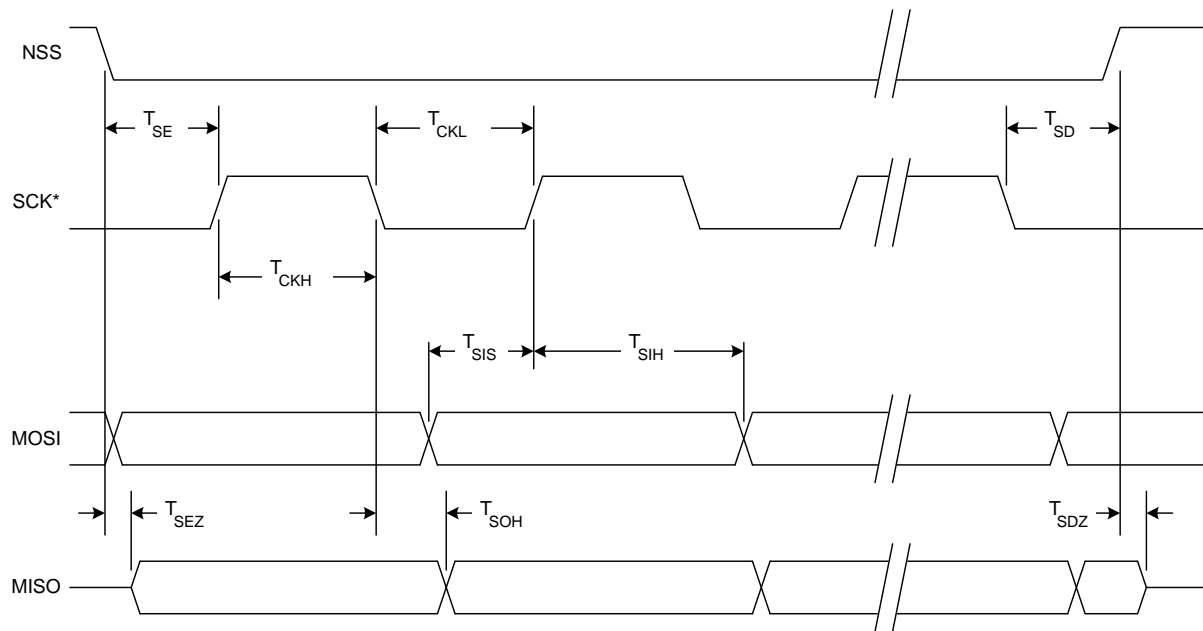 NSS
T_SE
T_CKL
T_SD
SCK*
T_CKH
T_SIS
T_SIH
MOSI
T_SEZ
T_SOH
T_SDZ
MISO